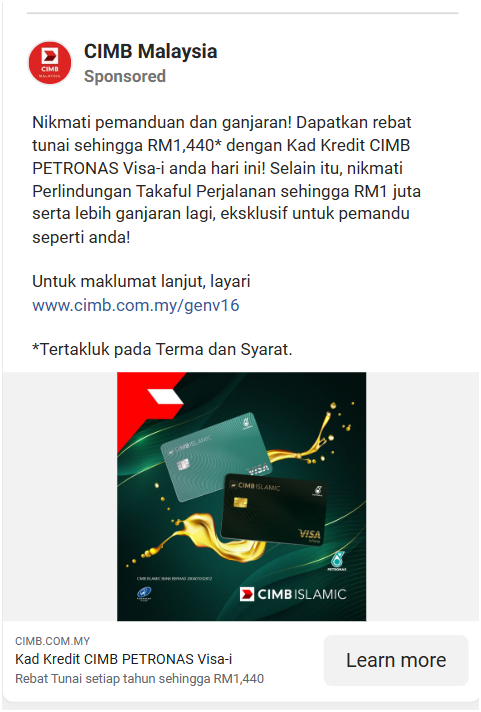 CIMB Malaysia
Sponsored
Nikmati pemanduan dan ganjaran! Dapatkan rebat
tunai sehingga RM1,440* dengan Kad Kredit CIMB
PETRONAS Visa-i anda hari ini! Selain itu, nikmati
Perlindungan Takaful Perjalanan sehingga RM1 juta
serta lebih ganjaran lagi, eksklusif untuk pemandu
seperti anda!
Untuk maklumat lanjut, layari
www.cimb.com.my/genv16
*Tertakluk pada Terma dan Syarat.
CIMB ISLAMIC
VISA
CIMB ISLAMIC
VISA
PETRONAS
CIMB ISLAMIC
CIMB.COM.MY
Kad Kredit CIMB PETRONAS Visa-i
Rebat Tunai setiap tahun sehingga RM1,440
Learn more